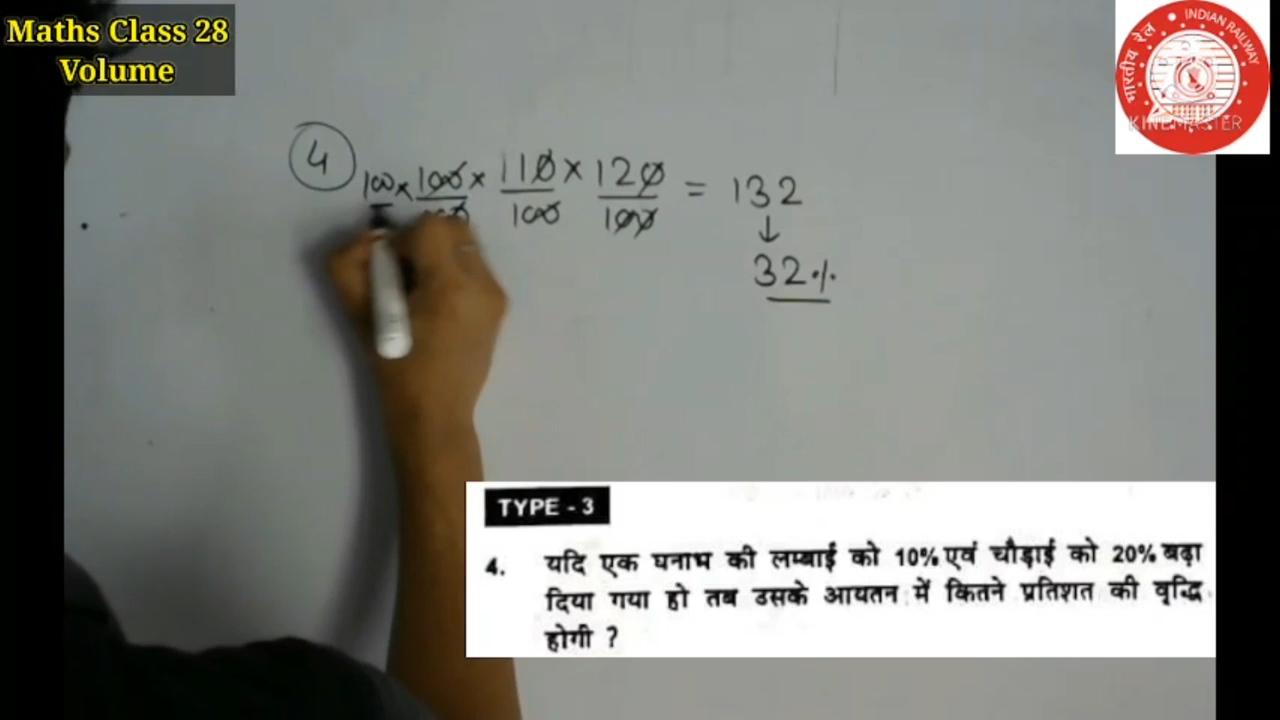 Maths Class 28
Volume
भारतीय रेल
INDIAN RAILWAY
KINEMASTER
4
100 × 100/100 × 110/100 × 120/100 = 132
↓
32%
TYPE - 3
4. यदि एक घनाभ की लम्बाई को 10% एवं चौड़ाई को 20% बढ़ा
दिया गया हो तब उसके आयतन में कितने प्रतिशत की वृद्धि
होगी ?